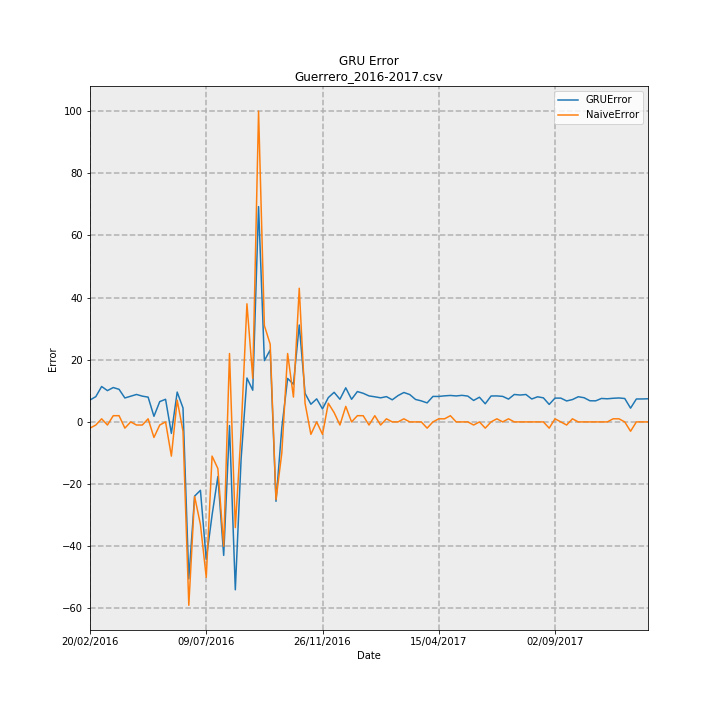 GRU Error
Guerrero_2016-2017.csv
GRUError
NaiveError
100
80
60
40
20
0
−20
−40
−60
Error
20/02/2016
09/07/2016
26/11/2016
15/04/2017
02/09/2017
Date